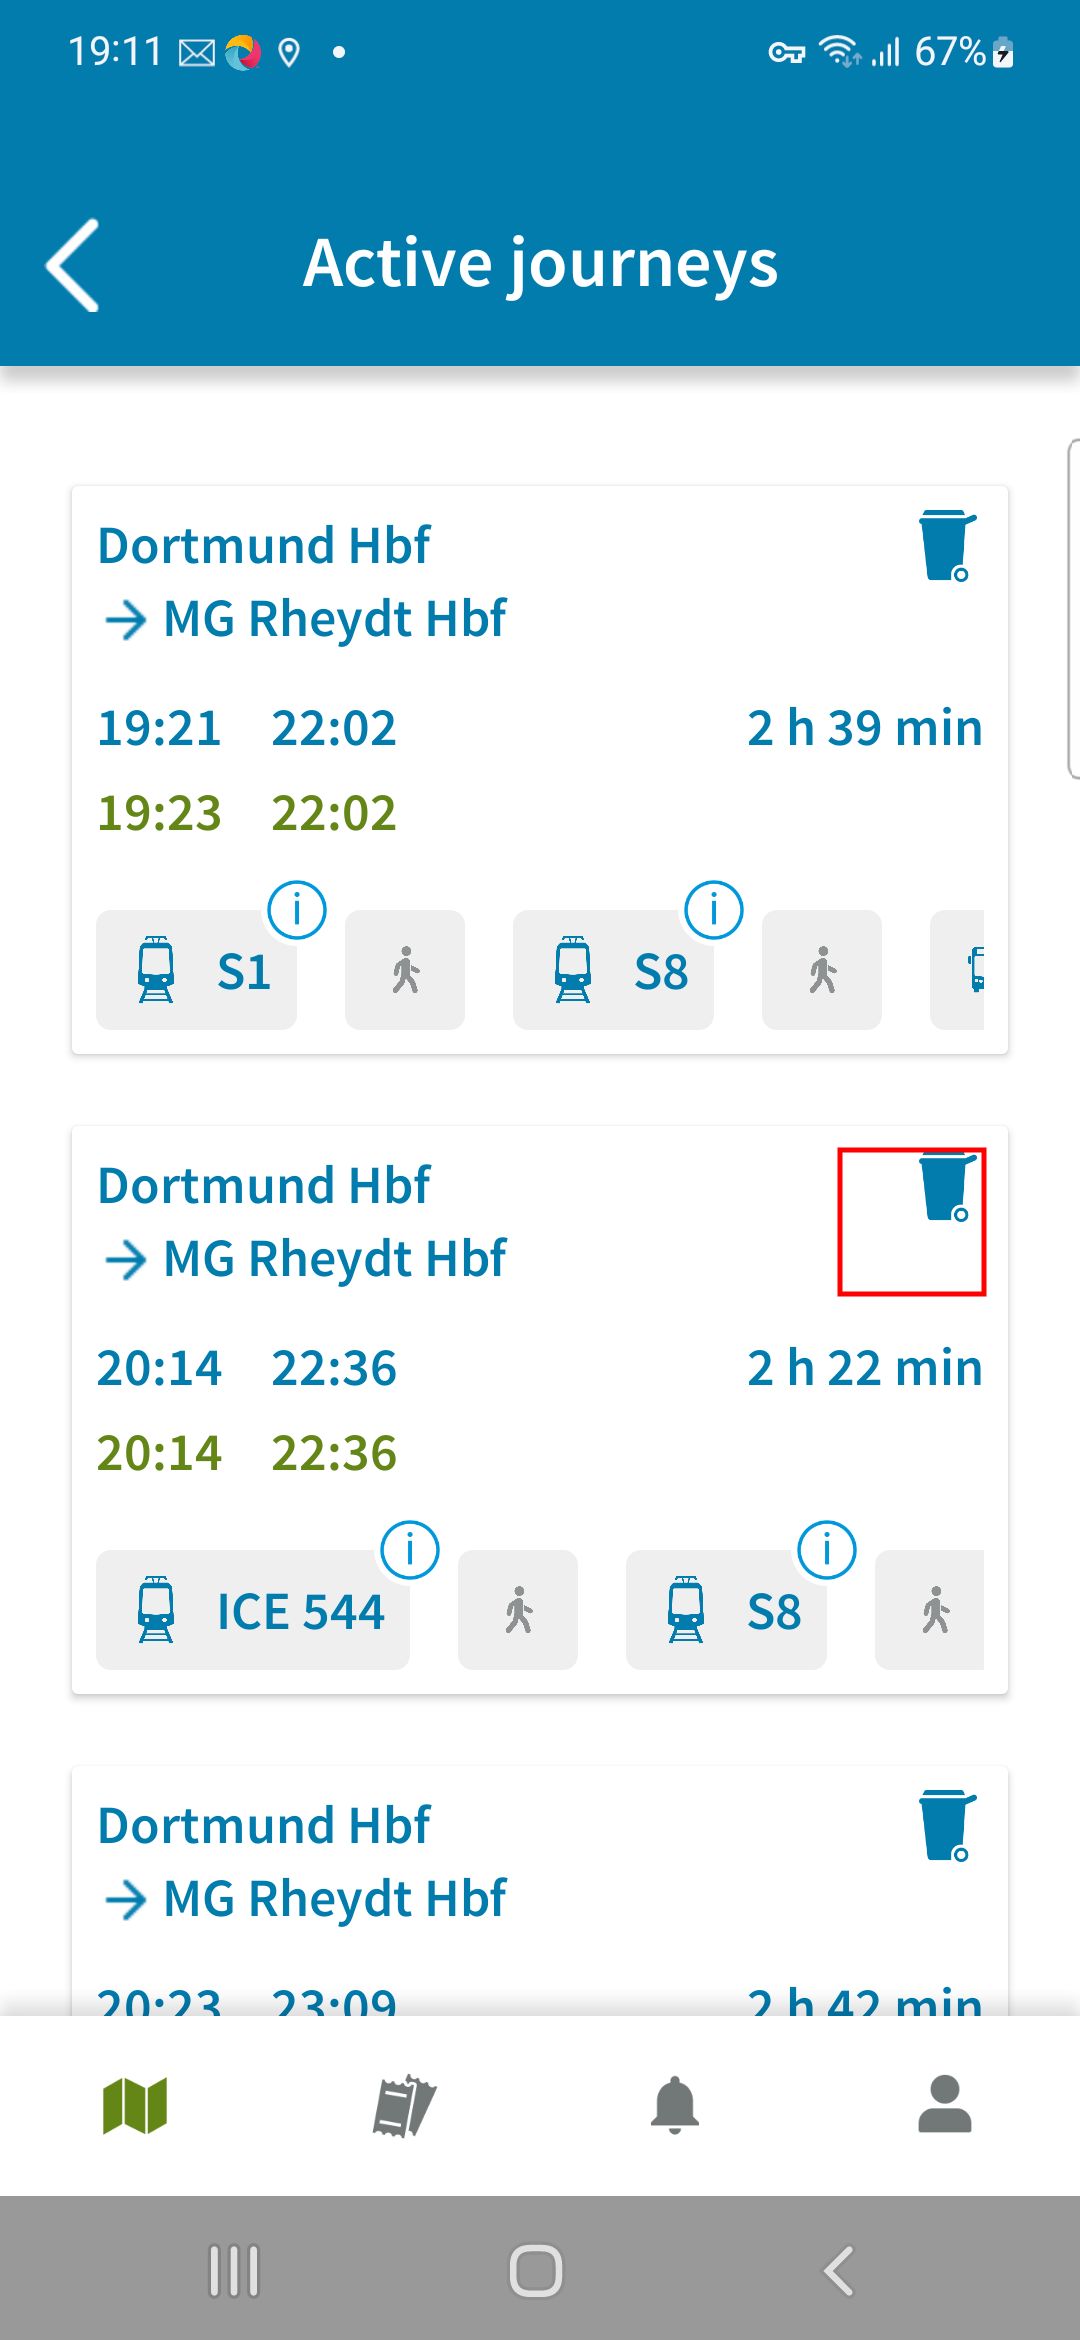 19:11
67%
Active journeys
Dortmund Hbf
→ MG Rheydt Hbf
19:21 22:02 2 h 39 min
19:23 22:02
S1 S8
Dortmund Hbf
→ MG Rheydt Hbf
20:14 22:36 2 h 22 min
20:14 22:36
ICE 544 S8
Dortmund Hbf
→ MG Rheydt Hbf
20:23 23:09 2 h 42 min